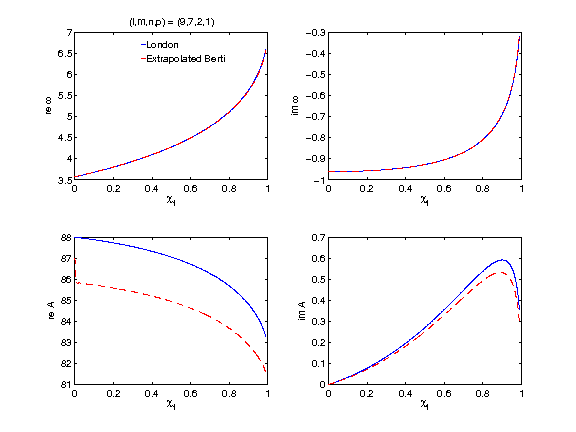 (l,m,n,p) = (9,7,2,1)
London
Extrapolated Berti
re ω
7
6.5
6
5.5
5
4.5
4
3.5
0 0.2 0.4 0.6 0.8 1
χf
im ω
−0.3
−0.4
−0.5
−0.6
−0.7
−0.8
−0.9
−1
0 0.2 0.4 0.6 0.8 1
χf
re A
88
87
86
85
84
83
82
81
0 0.2 0.4 0.6 0.8 1
χf
im A
0.7
0.6
0.5
0.4
0.3
0.2
0.1
0
0 0.2 0.4 0.6 0.8 1
χf